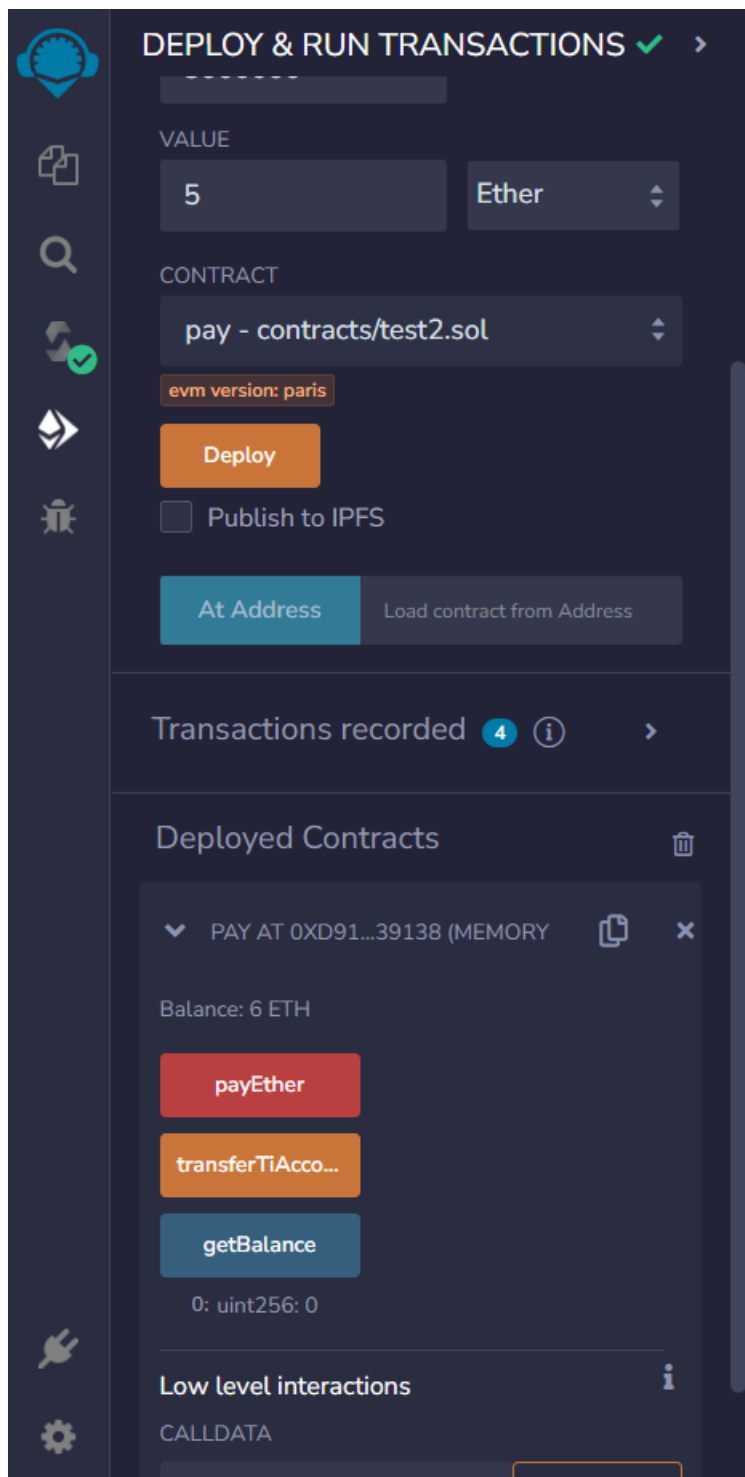 DEPLOY & RUN TRANSACTIONS
VALUE
5
Ether
CONTRACT
pay - contracts/test2.sol
evm version: paris
Deploy
Publish to IPFS
At Address
Load contract from Address
Transactions recorded 4
Deployed Contracts
PAY AT 0XD91...39138 (MEMORY
Balance: 6 ETH
payEther
transferTiAcco...
getBalance
0: uint256: 0
Low level interactions
CALLDATA